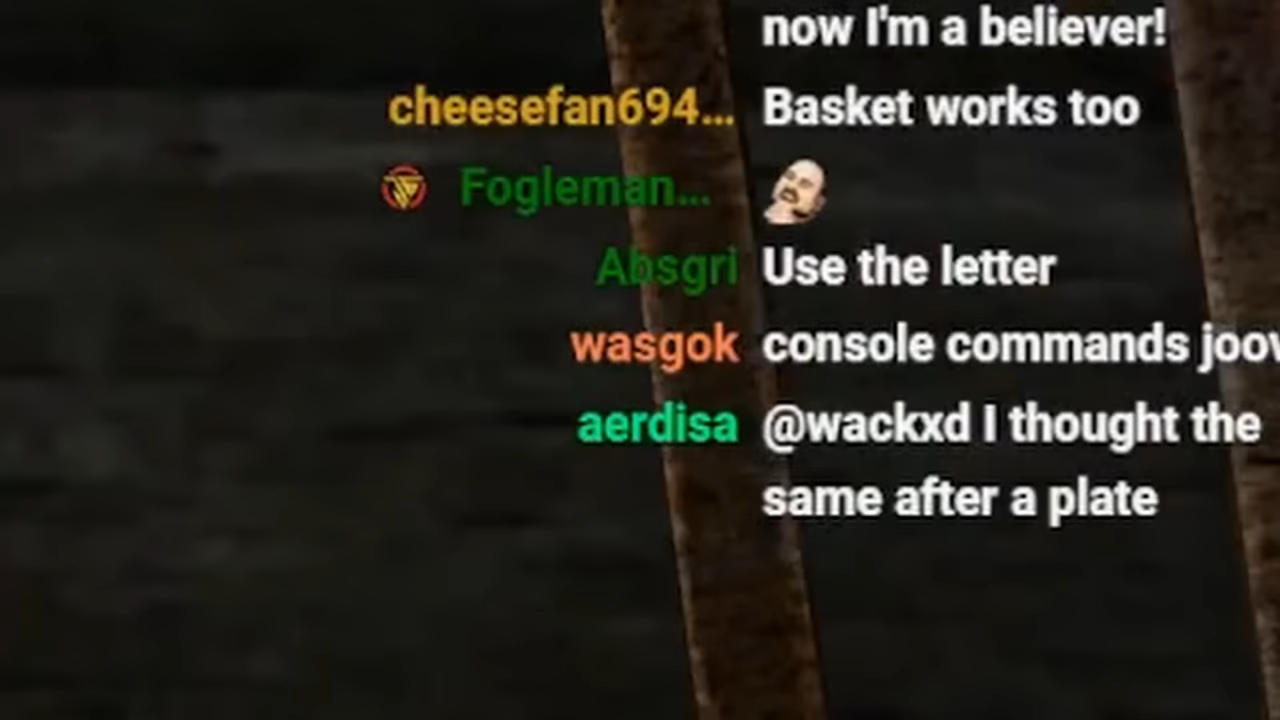 now I'm a believer!
cheesefan694... Basket works too
Fogleman...
Absgri Use the letter
wasgok console commands joov
aerdisa @wackxd I thought the
same after a plate